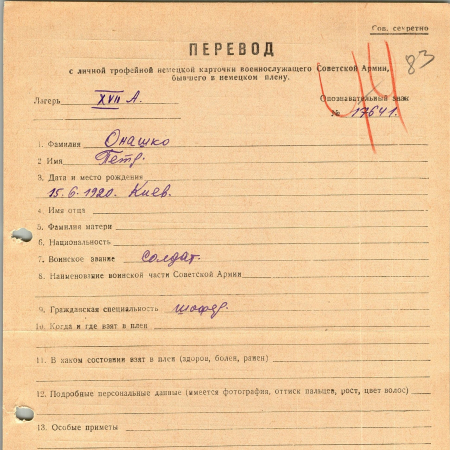 Сов. секретно
83
ПЕРЕВОД
с личной трофейной немецкой карточки военнослужащего Советской Армии,
бывшего в немецком плену.
Лагерь XVII A. Опознавательный знак
№ 17641.
1. Фамилия Онашко
2 Имя Петр.
3. Дата и место рождения
15.6.1920. Киев.
4. Имя отца
5. Фамилия матери
6. Национальность
7. Воинское звание солдат.
8. Наименование воинской части Советской Армии
9. Гражданская специальность шофер.
10. Когда и где взят в плен
11. В каком состоянии взят в плен (здоров, болен, ранен)
12. Подробные персональные данные (имеется фотография, оттиск пальцев, рост, цвет волос)
13. Особые приметы